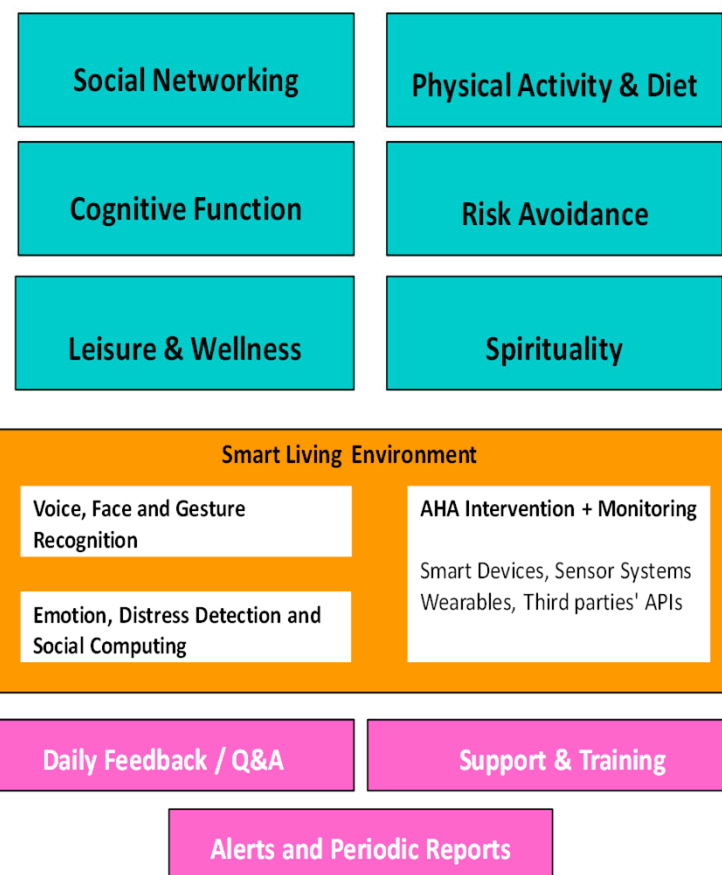 Social Networking
Physical Activity & Diet
Cognitive Function
Risk Avoidance
Leisure & Wellness
Spirituality
Smart Living Environment
Voice, Face and Gesture
Recognition
Emotion, Distress Detection and
Social Computing
AHA Intervention + Monitoring
Smart Devices, Sensor Systems
Wearables, Third parties' APIs
Daily Feedback / Q&A
Support & Training
Alerts and Periodic Reports